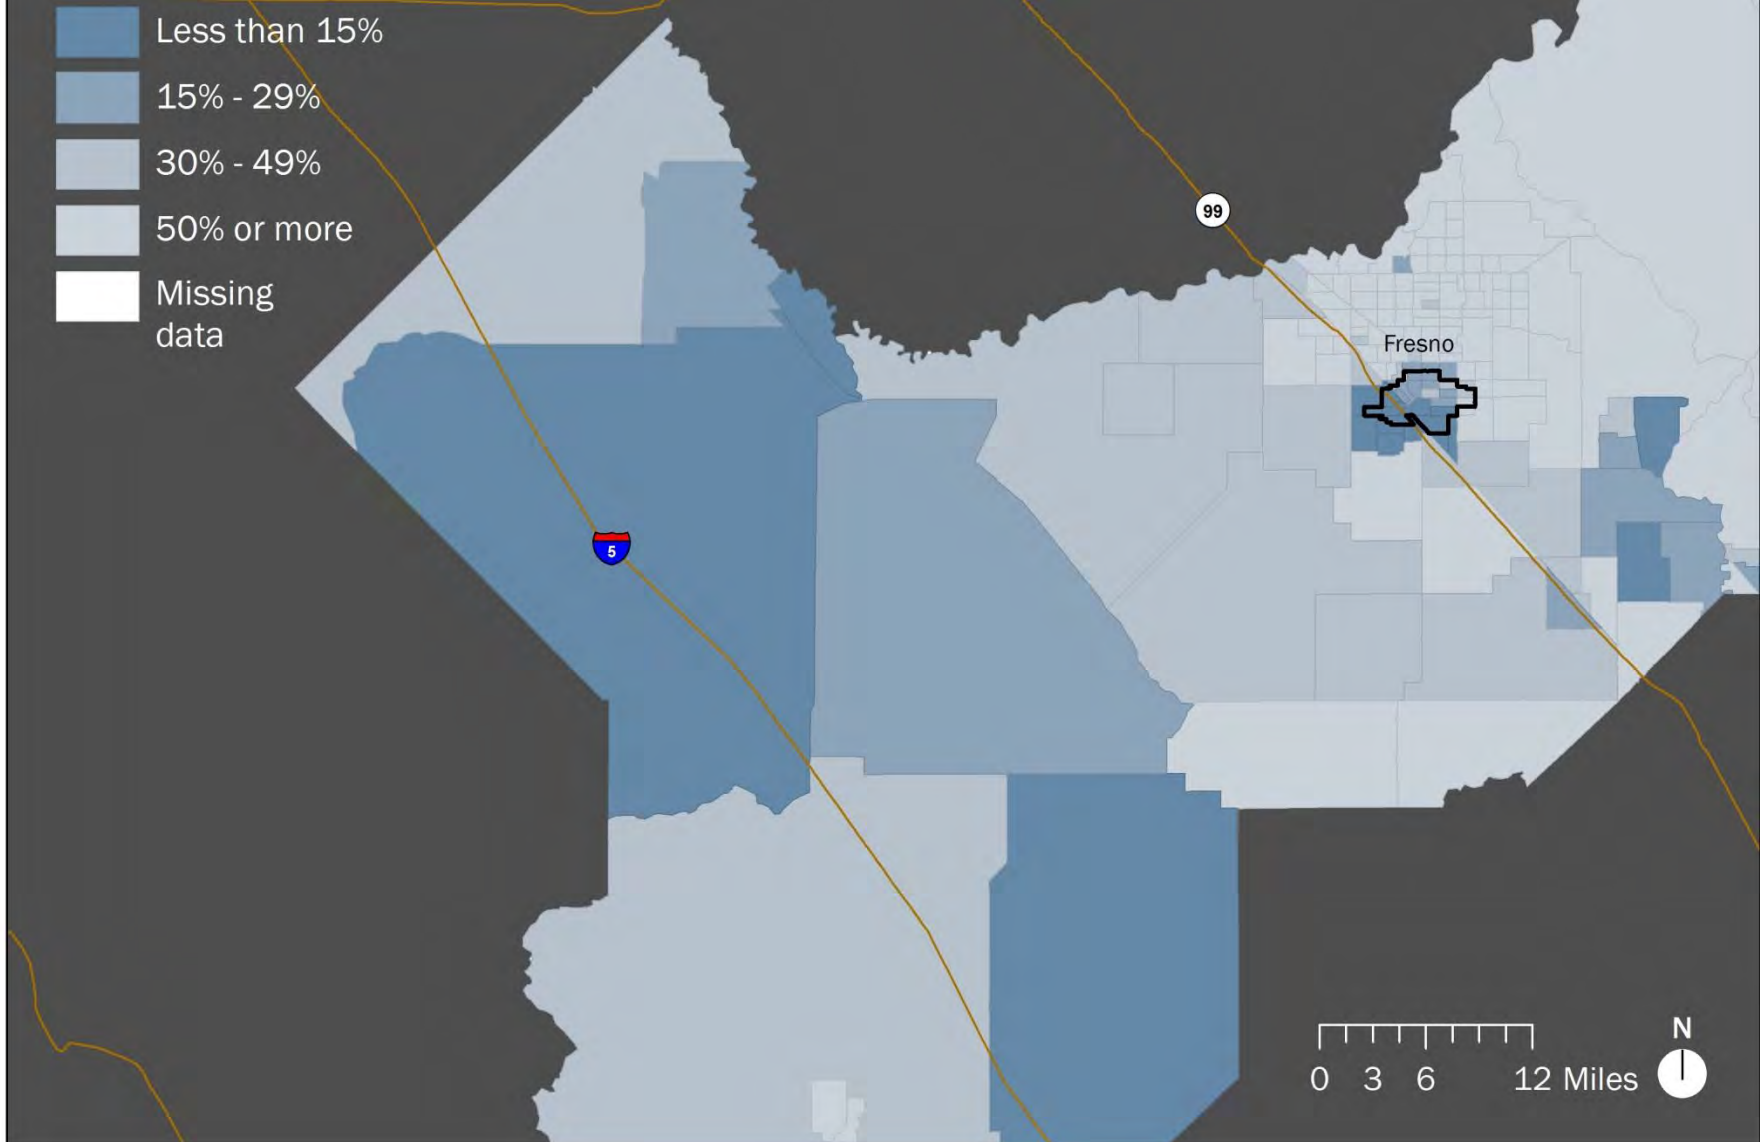 Less than 15%
15% - 29%
30% - 49%
50% or more
Missing
data
99
Fresno
5
N
0 3 6 12 Miles